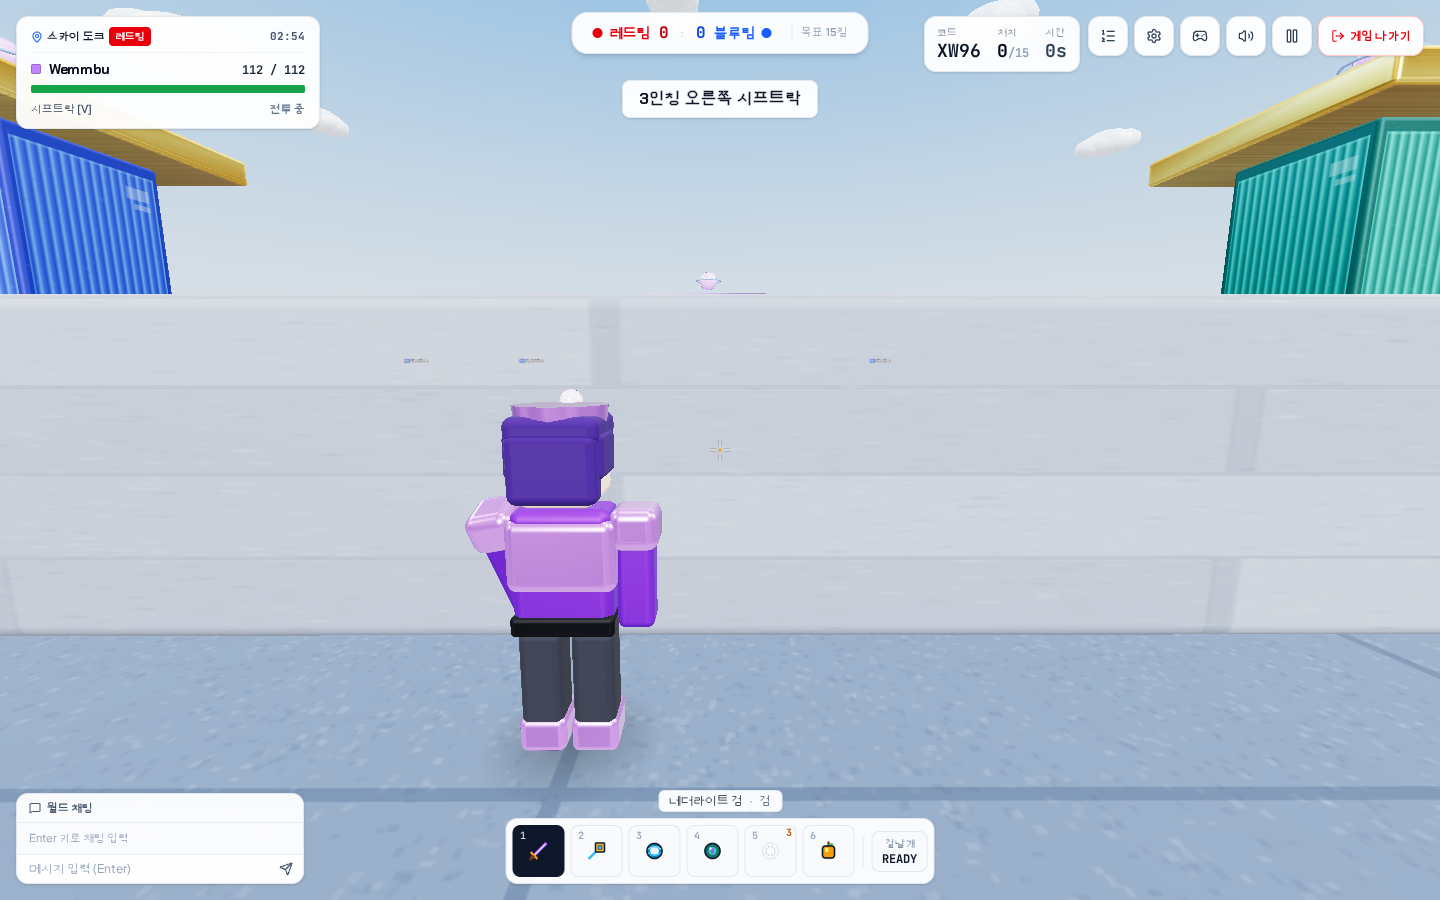 스카이 도크 레드팀 02:54
Wemmbu 112 / 112
시프트락 [V] 전투 중
레드팀 0 : 0 블루팀 목표 15킬
3인칭 오른쪽 시프트락
코드 처치 시간
XW96 0/15 0s
게임 나가기
월드 채팅
Enter 키로 채팅 입력
메시지 입력 (Enter)
네더라이트 검 · 검
1 2 3 4 5 3 6
겉날개
READY